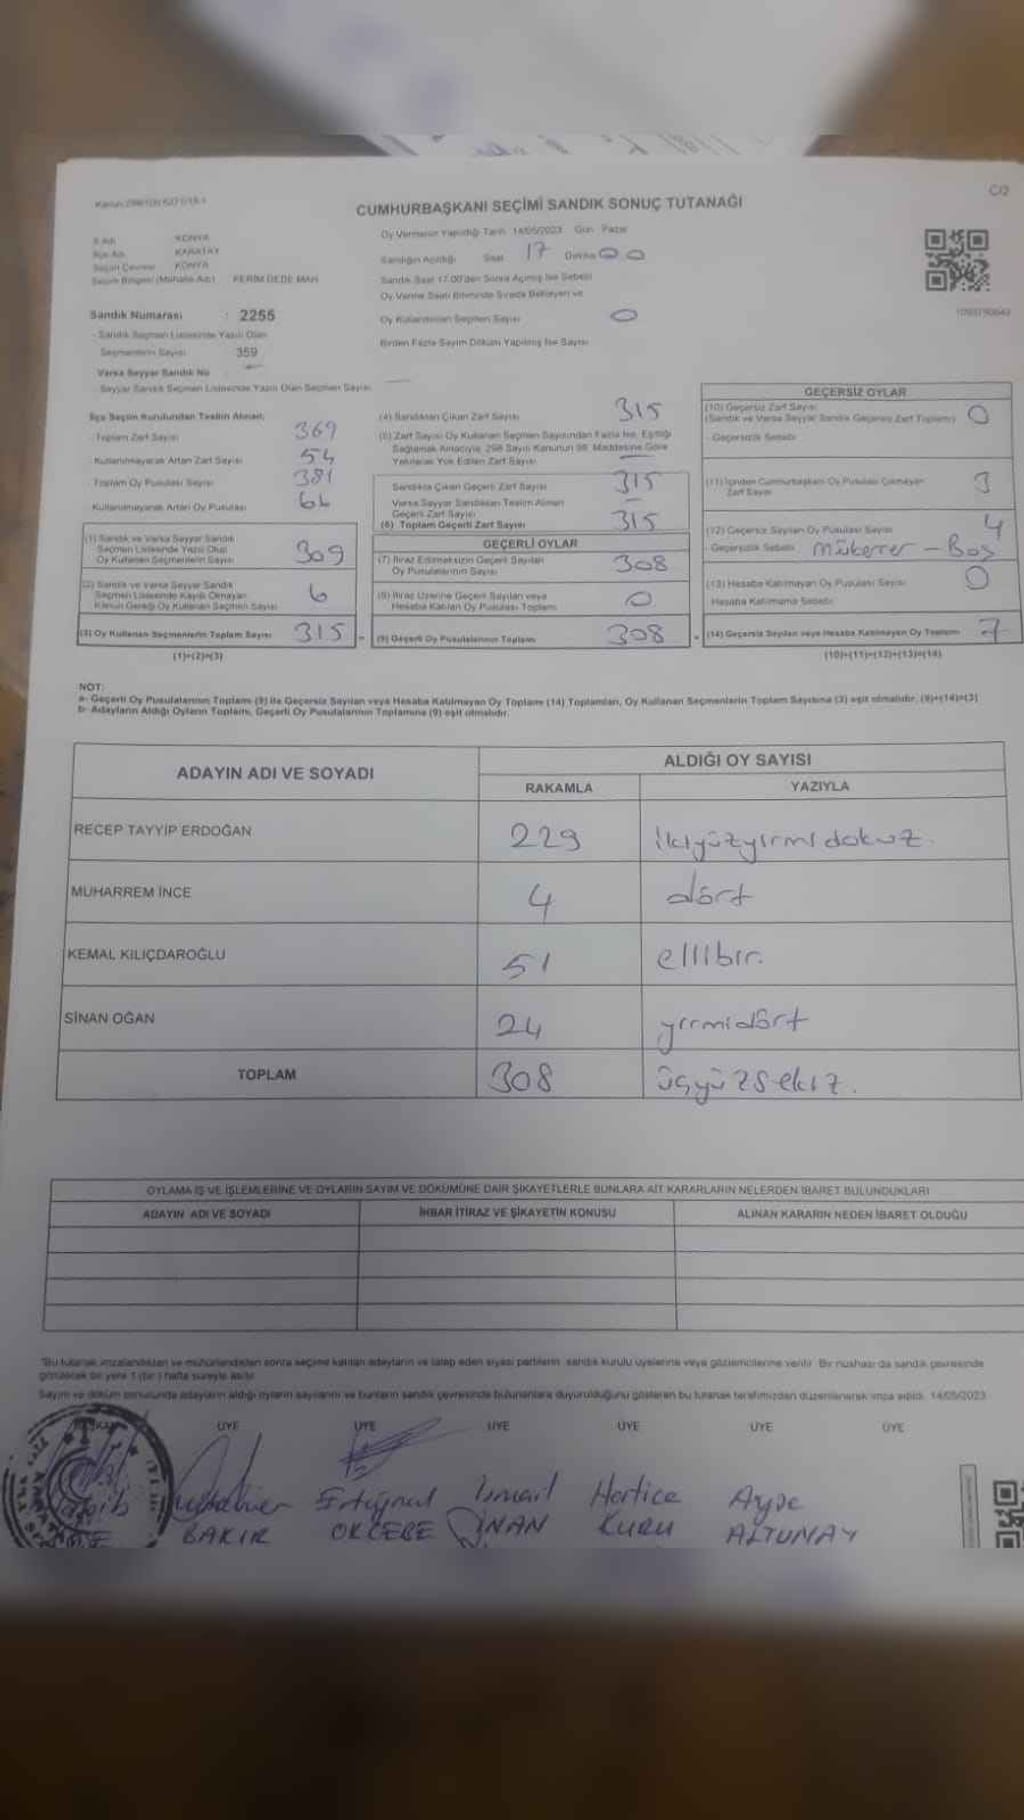 C/2
CUMHURBAŞKANI SEÇİMİ SANDIK SONUÇ TUTANAĞI
Oy Vermenin Yapıldığı Tarih 14/05/2023 Gün Pazar
İl Adı KONYA
İlçe Adı KARATAY
Seçim Çevresi KONYA
Seçim Bölgesi (Mahalle Adı) KERİM DEDE MAH
Sandığın Açıldığı Saat 17 Dakika 00
Sandık Saat 17.00'den Sonra Açılmış İse Sebebi
Oy Verme Saati Bitiminde Sırada Bekleyen ve
Oy Kullandırılan Seçmen Sayısı 0
Birden Fazla Sayım Dökümü Yapılmış İse Sayısı
Sandık Numarası : 2255
- Sandık Seçmen Listesinde Yazılı Olan
Seçmenlerin Sayısı 359
Varsa Seyyar Sandık No
- Seyyar Sandık Seçmen Listesinde Yazılı Olan Seçmen Sayısı
İlçe Seçim Kurulundan Teslim Alınan;
- Toplam Zarf Sayısı 369
- Kullanılmayarak Artan Zarf Sayısı 54
- Toplam Oy Pusulası Sayısı 381
- Kullanılmayarak Artan Oy Pusulası 66
(1) Sandık ve Varsa Seyyar Sandık
Seçmen Listesinde Yazılı Olup
Oy Kullanan Seçmenlerin Sayısı 309
(2) Sandık ve Varsa Seyyar Sandık
Seçmen Listesinde Kayıtlı Olmayan
Kanun Gereği Oy Kullanan Seçmen Sayısı 6
(3) Oy Kullanan Seçmenlerin Toplam Sayısı 315
(1)+(2)=(3)
(4) Sandıktan Çıkan Zarf Sayısı 315
(5) Zarf Sayısı Oy Kullanan Seçmen Sayısından Fazla İse, Eşitliği
Sağlamak Amacıyla, 298 Sayılı Kanunun 98. Maddesine Göre
Yakılarak Yok Edilen Zarf Sayısı
Sandıkta Çıkan Geçerli Zarf Sayısı 315
Varsa Seyyar Sandıktan Teslim Alınan
Geçerli Zarf Sayısı
(6) Toplam Geçerli Zarf Sayısı 315
GEÇERLİ OYLAR
(7) İtiraz Edilmeksizin Geçerli Sayılan
Oy Pusulalarının Sayısı 308
(8) İtiraz Üzerine Geçerli Sayılan veya
Hesaba Katılan Oy Pusulası Toplamı 0
(9) Geçerli Oy Pusulalarının Toplamı 308
GEÇERSİZ OYLAR
(10) Geçersiz Zarf Sayısı 0
(Sandık ve Varsa Seyyar Sandık Geçersiz Zarf Toplamı)
Geçersizlik Sebebi
(11) İçinden Cumhurbaşkanı Oy Pusulası Çıkmayan
Zarf Sayısı 3
(12) Geçersiz Sayılan Oy Pusulası Sayısı 4
Geçersizlik Sebebi Mükerrer - Boş
(13) Hesaba Katılmayan Oy Pusulası Sayısı 0
Hesaba Katılmama Sebebi
(14) Geçersiz Sayılan veya Hesaba Katılmayan Oy Toplamı 7
(10)+(11)+(12)+(13)=(14)
NOT:
a- Geçerli Oy Pusulalarının Toplamı (9) ile Geçersiz Sayılan veya Hesaba Katılmayan Oy Toplamı (14) Toplamları, Oy Kullanan Seçmenlerin Toplam Sayısına (3) eşit olmalıdır. (9)+(14)=(3)
b- Adayların Aldığı Oyların Toplamı, Geçerli Oy Pusulalarının Toplamına (9) eşit olmalıdır.
ADAYIN ADI VE SOYADI
ALDIĞI OY SAYISI
RAKAMLA YAZIYLA
RECEP TAYYİP ERDOĞAN 229 ikiyüzyirmidokuz.
MUHARREM İNCE 4 dört
KEMAL KILIÇDAROĞLU 51 ellibir.
SİNAN OĞAN 24 yirmidört
TOPLAM 308 üçyüzsekiz.
OYLAMA İŞ VE İŞLEMLERİNE VE OYLARIN SAYIM VE DÖKÜMÜNE DAİR ŞİKAYETLERLE BUNLARA AİT KARARLARIN NELERDEN İBARET BULUNDUKLARI
ADAYIN ADI VE SOYADI İHBAR İTİRAZ VE ŞİKAYETİN KONUSU ALINAN KARARIN NEDEN İBARET OLDUĞU
Bu tutanak imzalandıktan ve mühürlendikten sonra seçime katılan adayların ve talep eden siyasi partilerin sandık kurulu üyelerine veya gözlemcilerine verilir. Bir nüshası da sandık çevresinde
görülecek bir yere 1 (bir) hafta süreyle asılır.
Sayım ve döküm sonucunda adayların aldığı oyların sayılarını ve bunların sandık çevresinde bulunanlara duyurulduğunu gösteren bu tutanak tarafımızdan düzenlenerek imza edildi. 14/05/2023
ÜYE ÜYE ÜYE ÜYE ÜYE ÜYE
Ertuğrul İsmail Hatice Ayşe
BAKIR ÖKÇEBE İNAN KURU ALTUNAY